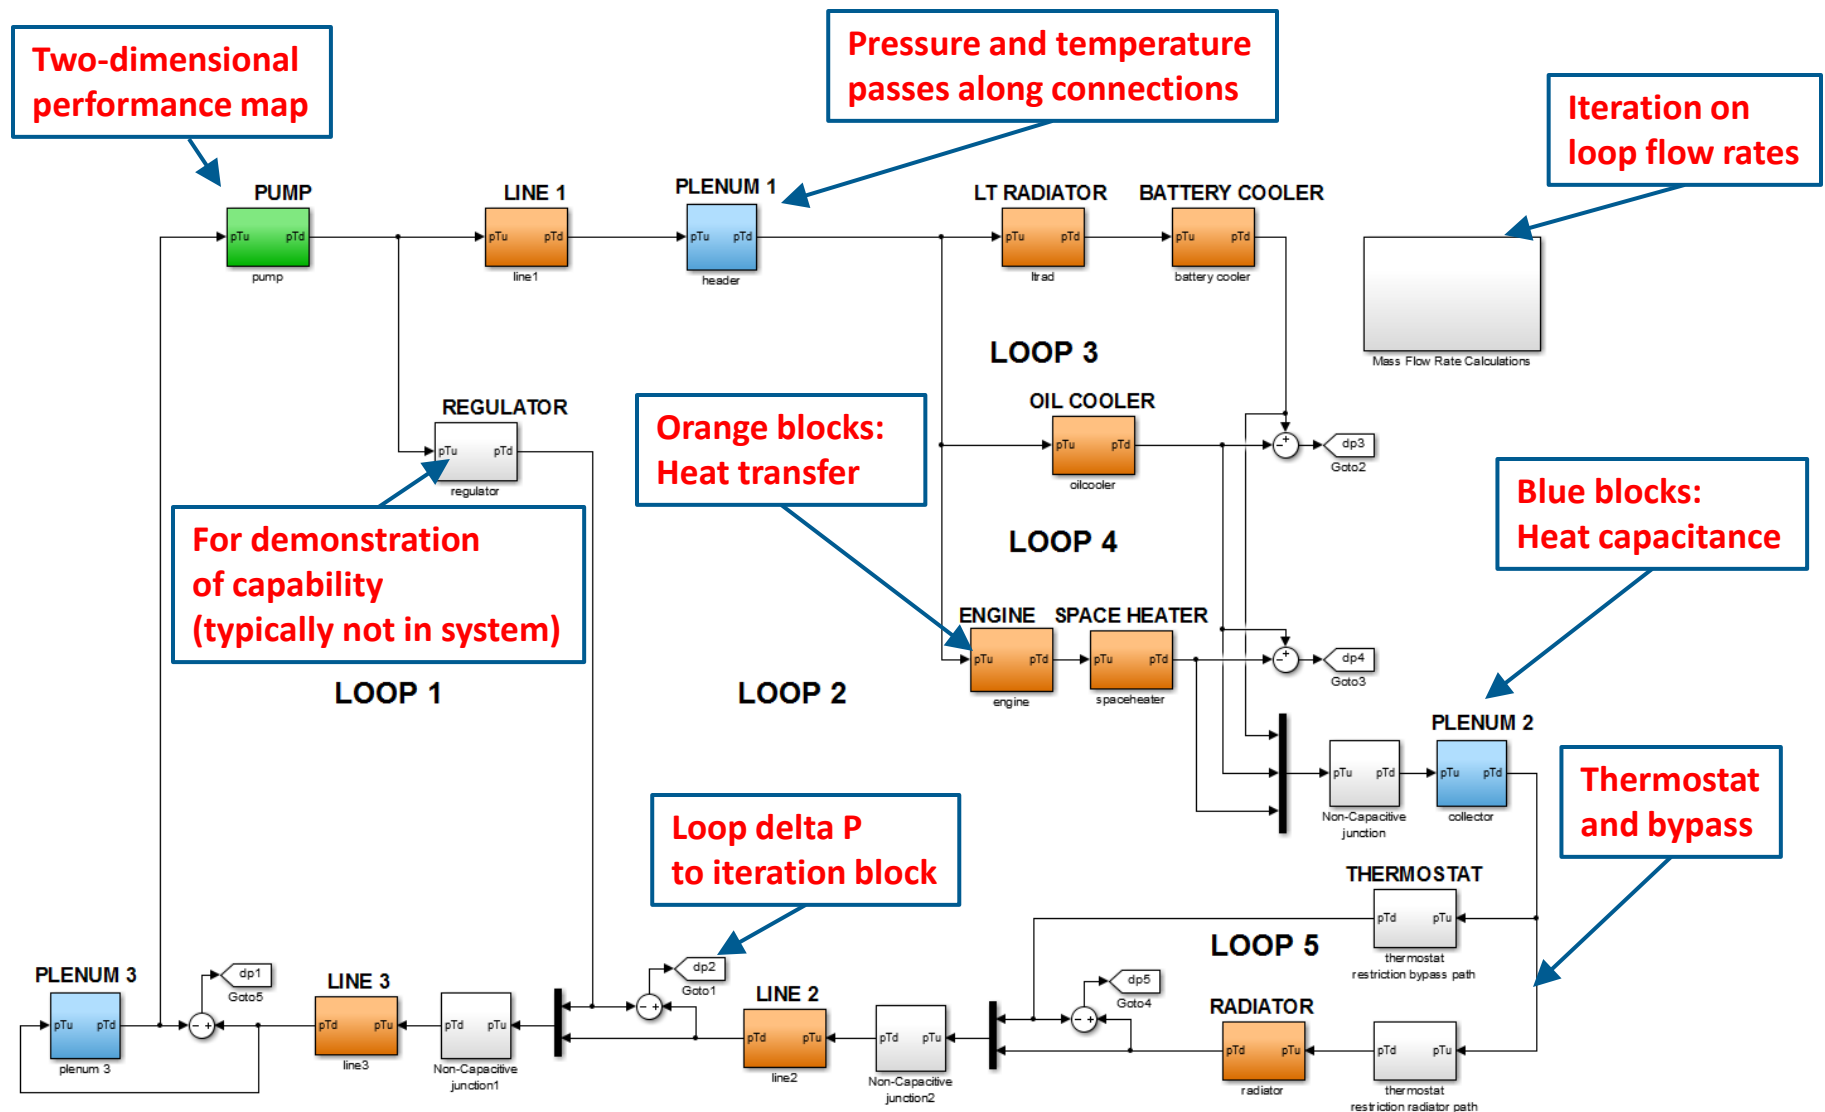 Two-dimensional
performance map
Pressure and temperature
passes along connections
Iteration on
loop flow rates
PUMP
pTu pTd
pump
LINE 1
pTu pTd
line1
PLENUM 1
pTu pTd
header
LT RADIATOR
pTu pTd
ltrad
BATTERY COOLER
pTu pTd
battery cooler
Mass Flow Rate Calculations
LOOP 3
REGULATOR
pTu pTd
regulator
Orange blocks:
Heat transfer
OIL COOLER
pTu pTd
oilcooler
dp3
Goto2
For demonstration
of capability
(typically not in system)
LOOP 4
Blue blocks:
Heat capacitance
ENGINE
pTu pTd
engine
SPACE HEATER
pTu pTd
spaceheater
dp4
Goto3
LOOP 1
LOOP 2
pTu pTd
Non-Capacitive
junction
PLENUM 2
pTu pTd
collector
Thermostat
and bypass
Loop delta P
to iteration block
THERMOSTAT
pTd pTu
thermostat
restriction bypass path
LOOP 5
PLENUM 3
pTu pTd
plenum 3
dp1
Goto5
LINE 3
pTd pTu
line3
pTd pTu
Non-Capacitive
junction1
dp2
Goto1
LINE 2
pTd pTu
line2
pTd pTu
Non-Capacitive
junction2
dp5
Goto4
RADIATOR
pTd pTu
radiator
pTd pTu
thermostat
restriction radiator path